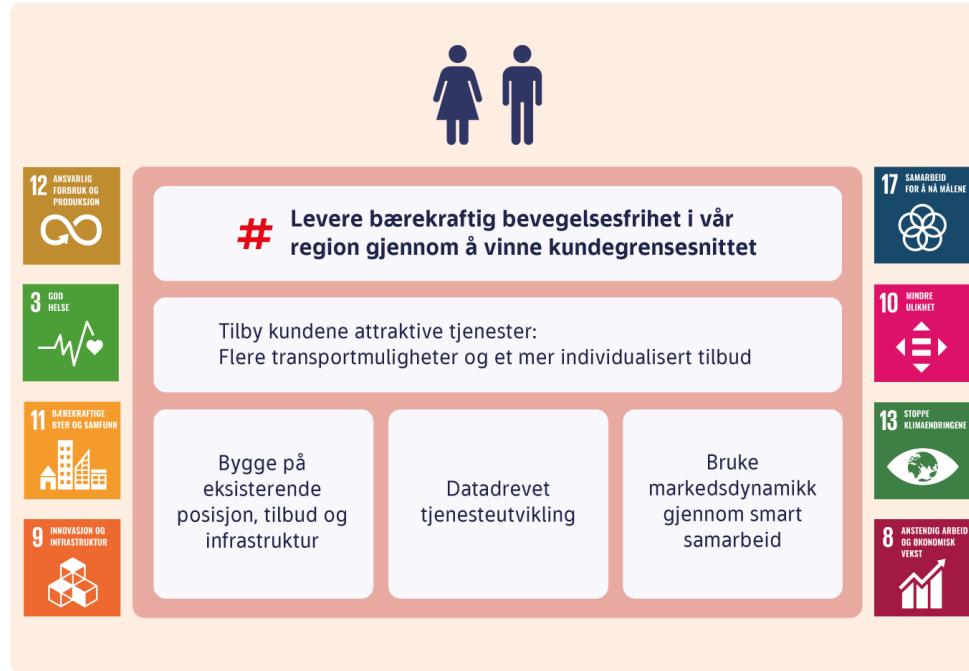 12 ANSVARLIG
FORBRUK OG
PRODUKSJON
3 GOD
HELSE
11 BÆREKRAFTIGE
BYER OG SAMFUNN
9 INNOVASJON OG
INFRASTRUKTUR
# Levere bærekraftig bevegelsesfrihet i vår
region gjennom å vinne kundegrensesnittet
Tilby kundene attraktive tjenester:
Flere transportmuligheter og et mer individualisert tilbud
Bygge på
eksisterende
posisjon, tilbud og
infrastruktur
Datadrevet
tjenesteutvikling
Bruke
markedsdynamikk
gjennom smart
samarbeid
17 SAMARBEID
FOR Å NÅ MÅLENE
10 MINDRE
ULIKHET
13 STOPPE
KLIMAENDRINGENE
8 ANSTENDIG ARBEID
OG ØKONOMISK
VEKST